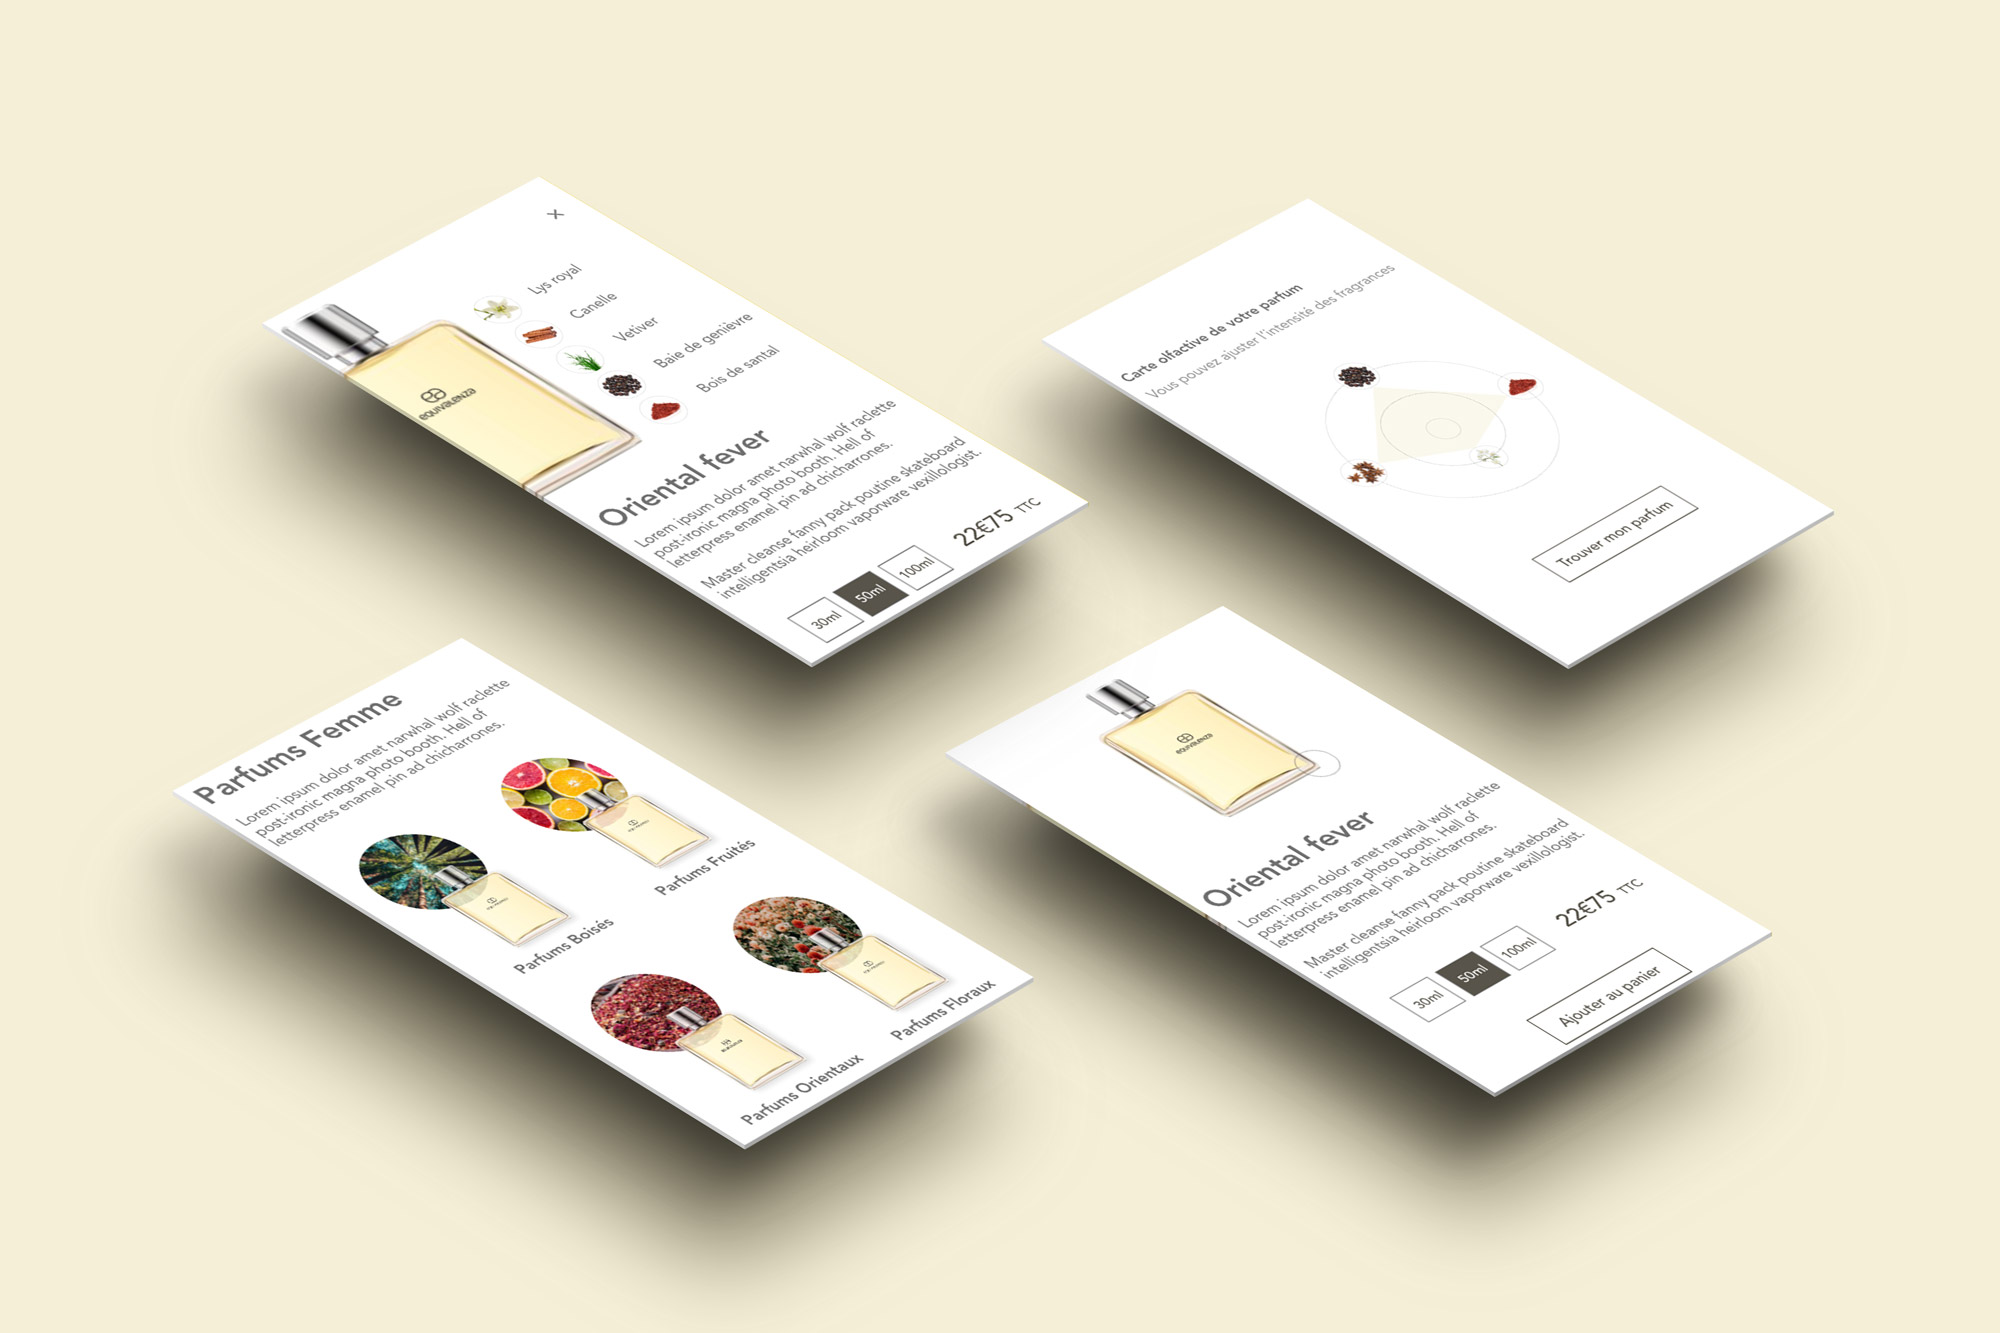 Lys royal
Canelle
Vetiver
Baie de genièvre
Bois de santal
equivalenza
Oriental fever
Lorem ipsum dolor amet narwhal wolf raclette
post-ironic magna photo booth. Hell of
letterpress enamel pin ad chicharrones.
Master cleanse fanny pack poutine skateboard
intelligentsia heirloom vaporware vexillologist.
30ml
50ml
100ml
22€75 TTC
Carte olfactive de votre parfum
Vous pouvez ajuster l'intensité des fragrances
Trouver mon parfum
Parfums Femme
Lorem ipsum dolor amet narwhal wolf raclette
post-ironic magna photo booth. Hell of
letterpress enamel pin ad chicharrones.
Parfums Boisés
Parfums Fruités
Parfums Orientaux
Parfums Floraux
equivalenza
Oriental fever
Lorem ipsum dolor amet narwhal wolf raclette
post-ironic magna photo booth. Hell of
letterpress enamel pin ad chicharrones.
Master cleanse fanny pack poutine skateboard
intelligentsia heirloom vaporware vexillologist.
30ml
50ml
100ml
22€75 TTC
Ajouter au panier